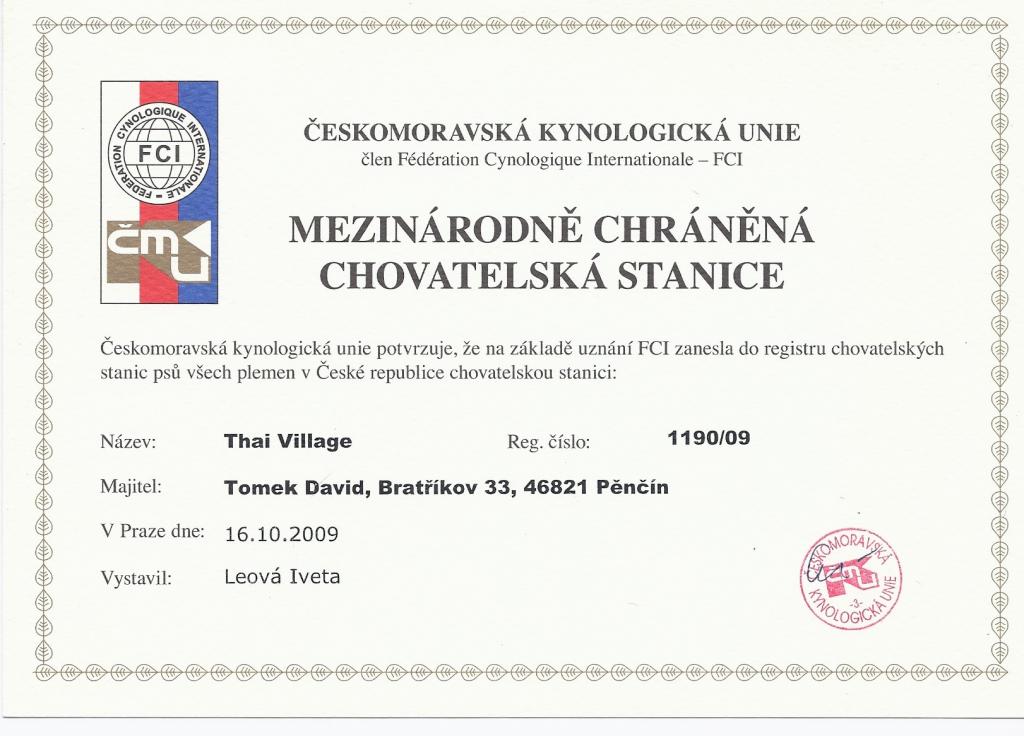 FEDERATION CYNOLOGIQUE INTERNATIONALE –
FCI
čmKU
ČESKOMORAVSKÁ KYNOLOGICKÁ UNIE
člen Fédération Cynologique Internationale – FCI
MEZINÁRODNĚ CHRÁNĚNÁ
CHOVATELSKÁ STANICE
Českomoravská kynologická unie potvrzuje, že na základě uznání FCI zanesla do registru chovatelských
stanic psů všech plemen v České republice chovatelskou stanici:
Název: Thai Village Reg. číslo: 1190/09
Majitel: Tomek David, Bratříkov 33, 46821 Pěnčín
V Praze dne: 16.10.2009
Vystavil: Leová Iveta
ČESKOMORAVSKÁ
čmKU
-3-
KYNOLOGICKÁ UNIE